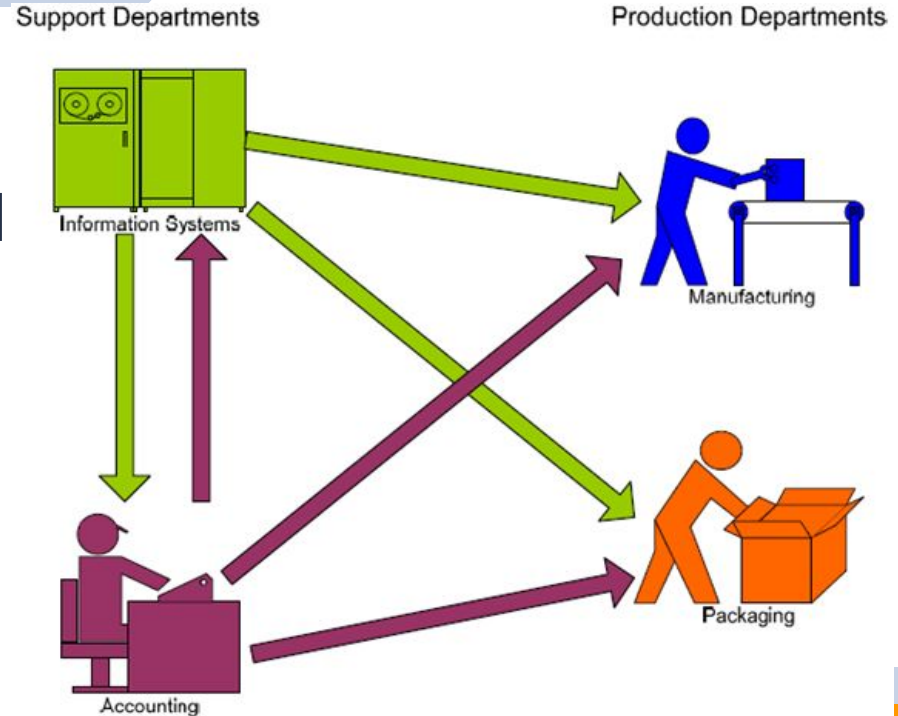 Support Departments
Production Departments
Information Systems
Manufacturing
Packaging
Accounting